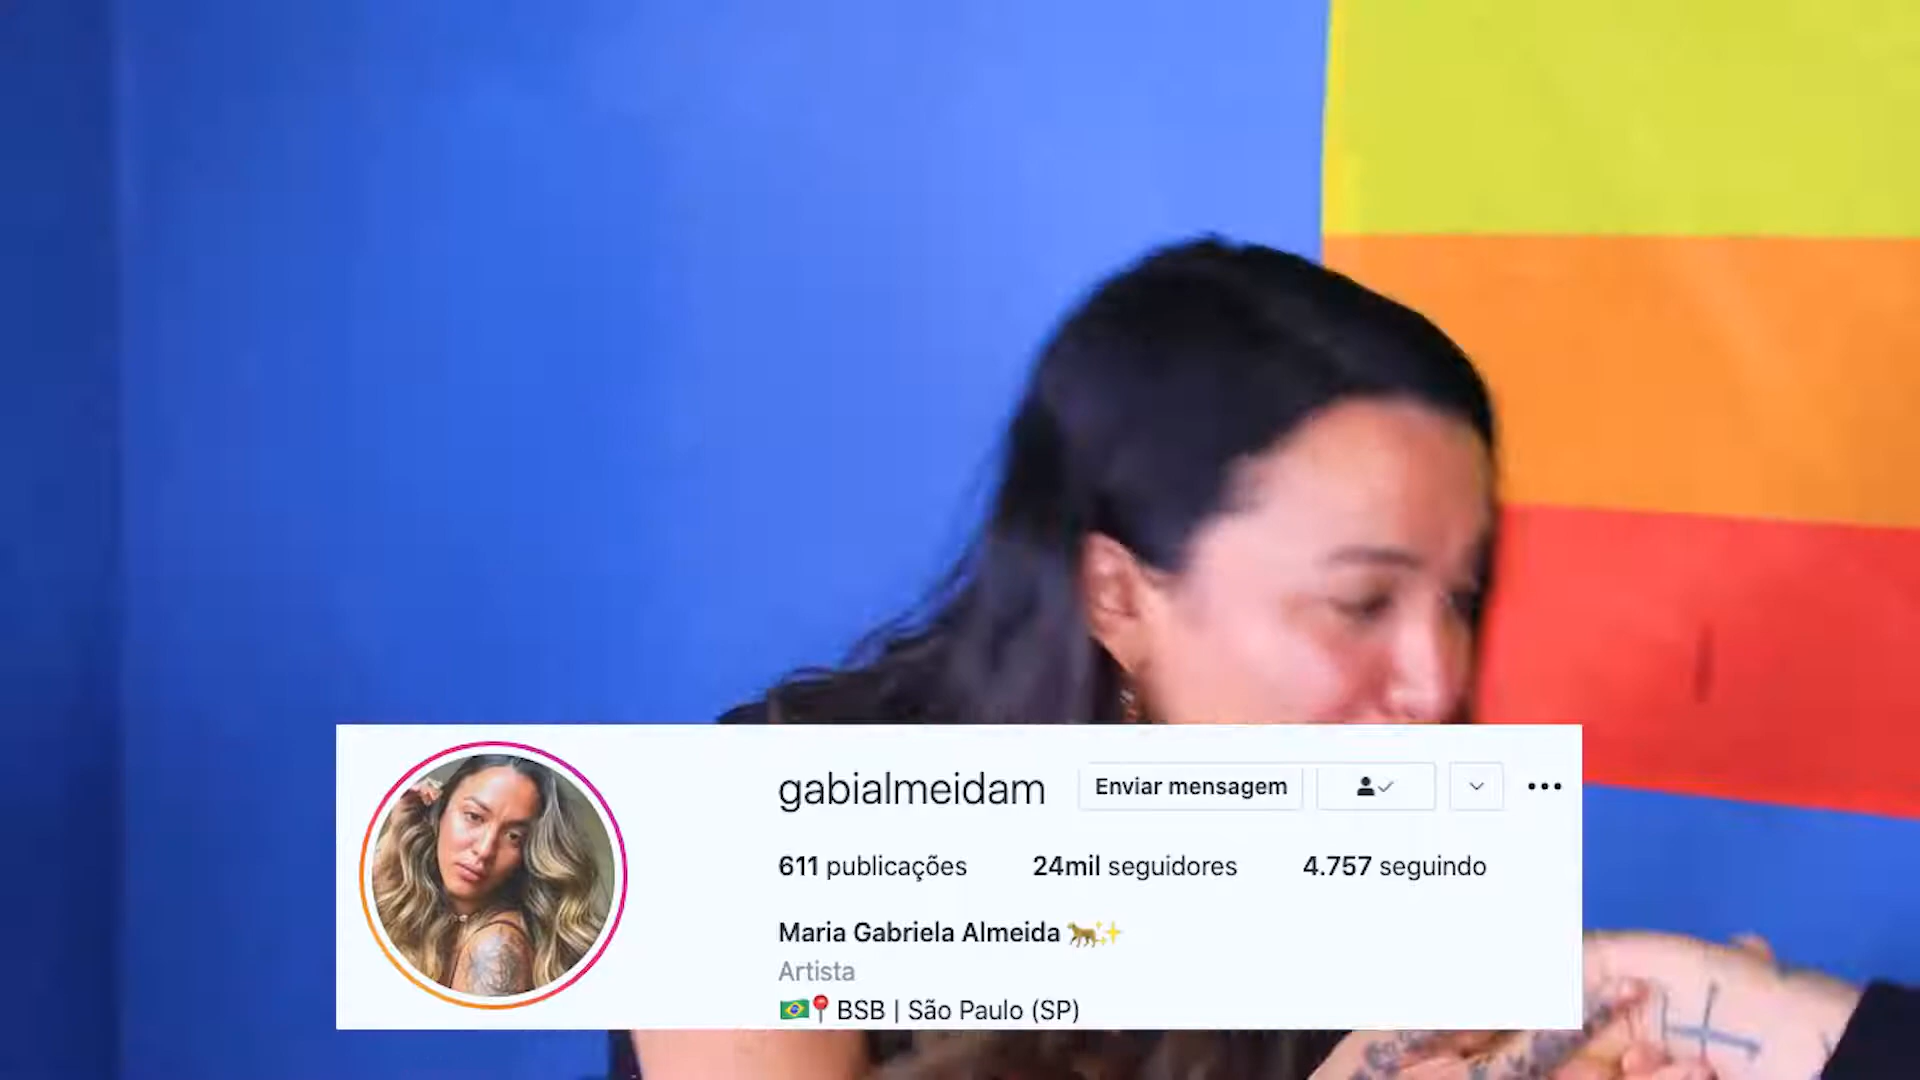 gabialmeidam Enviar mensagem
611 publicações 24mil seguidores 4.757 seguindo
Maria Gabriela Almeida 🐆✨
Artista
🇧🇷📍BSB | São Paulo (SP)